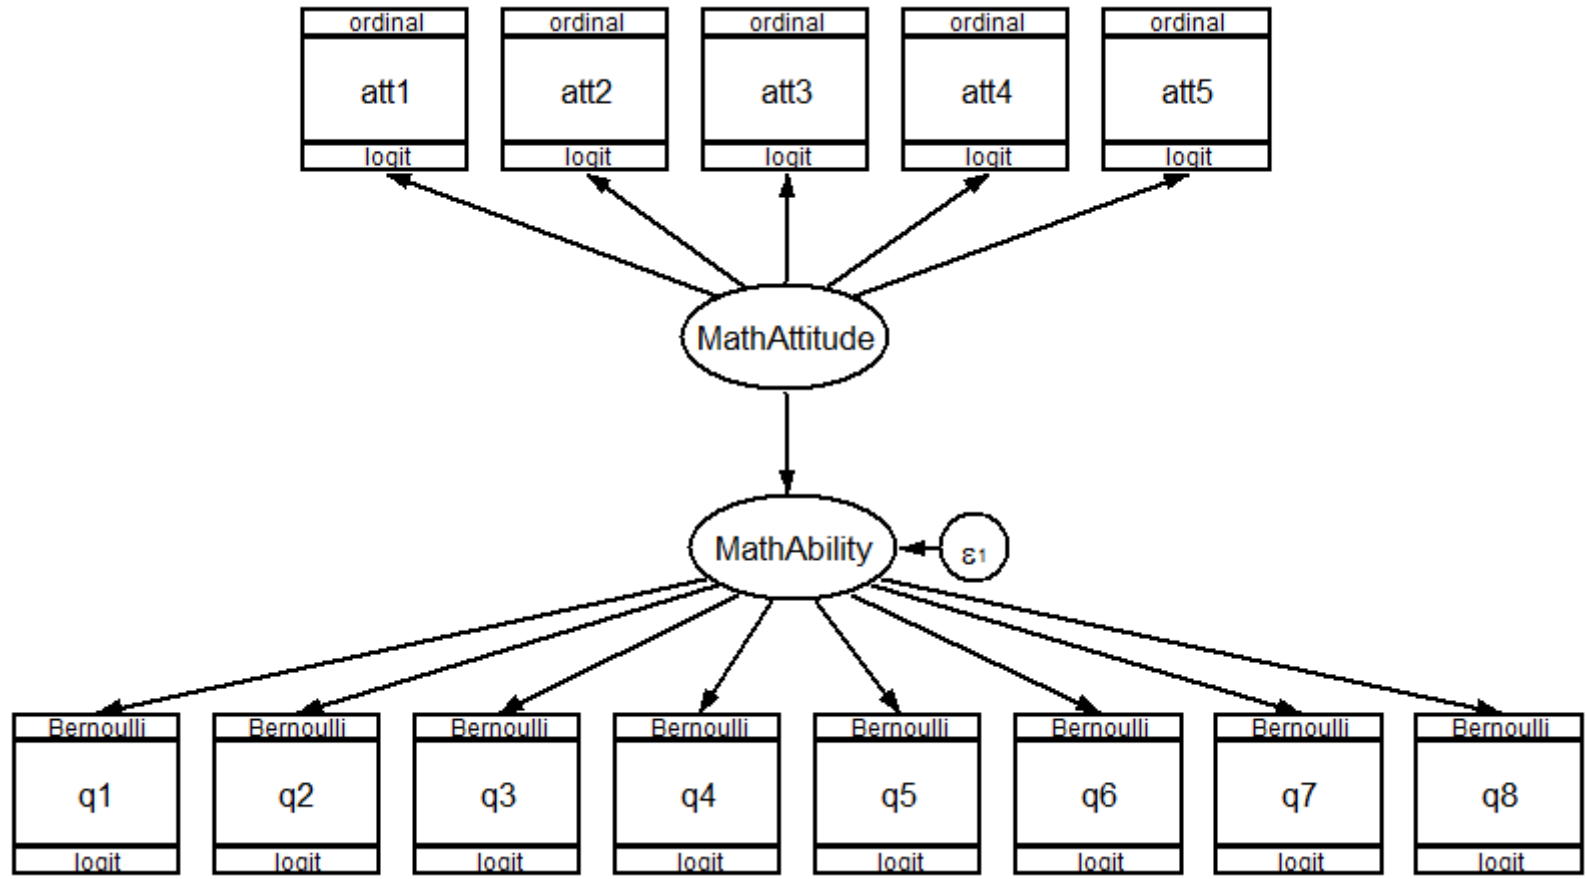 ordinal ordinal ordinal ordinal ordinal
att1 att2 att3 att4 att5
logit logit logit logit logit
MathAttitude
MathAbility ε1
Bernoulli Bernoulli Bernoulli Bernoulli Bernoulli Bernoulli Bernoulli Bernoulli
q1 q2 q3 q4 q5 q6 q7 q8
logit logit logit logit logit logit logit logit